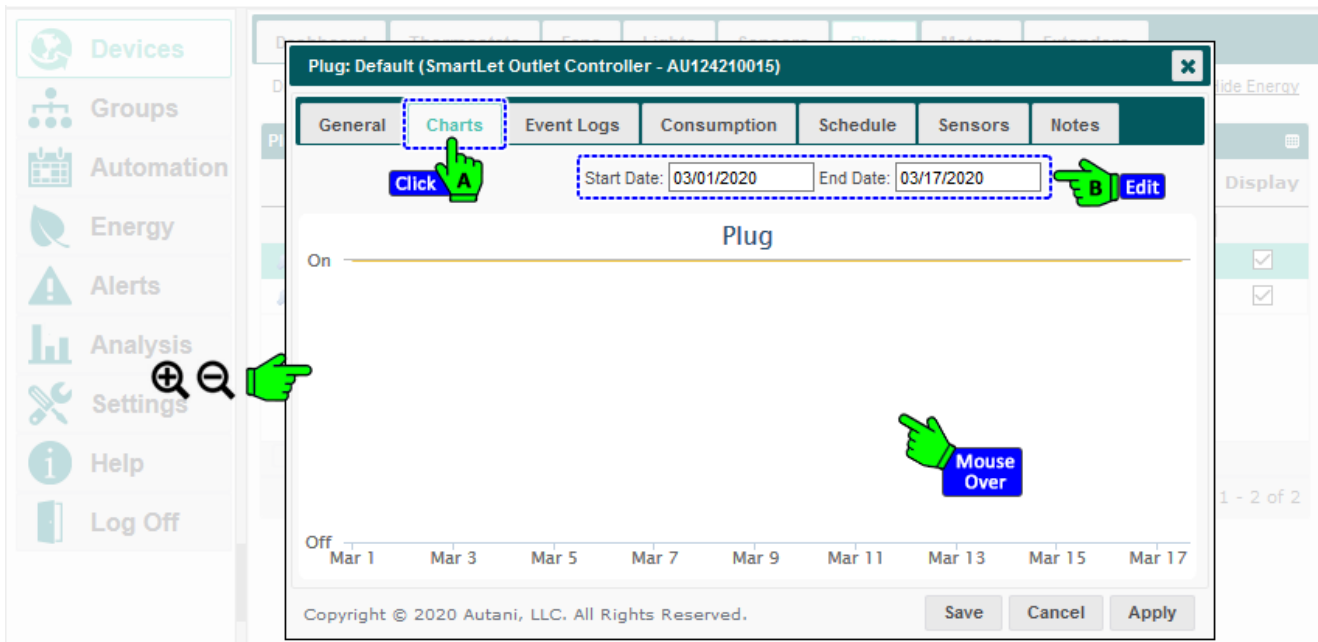 Devices
Groups
Automation
Energy
Alerts
Analysis
Settings
Help
Log Off
Plug: Default (SmartLet Outlet Controller - AU124210015)
General Charts Event Logs Consumption Schedule Sensors Notes
Click A
Start Date: 03/01/2020 End Date: 03/17/2020
B Edit
Display
Plug
On
Mouse
Over
1 - 2 of 2
Off
Mar 1 Mar 3 Mar 5 Mar 7 Mar 9 Mar 11 Mar 13 Mar 15 Mar 17
Copyright © 2020 Autani, LLC. All Rights Reserved.
Save Cancel Apply